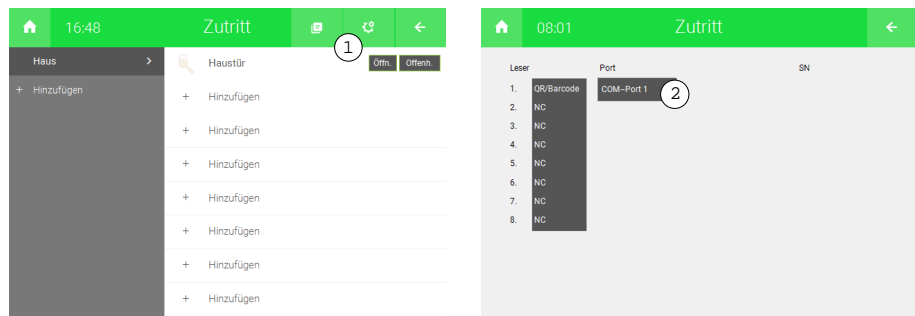 16:48 Zutritt
1
Haus
+ Hinzufügen
Haustür Öffn. Offenh.
+ Hinzufügen
+ Hinzufügen
+ Hinzufügen
+ Hinzufügen
+ Hinzufügen
+ Hinzufügen
+ Hinzufügen
08:01 Zutritt
Leser Port SN
1. QR/Barcode COM-Port 1
2
2. NC
3. NC
4. NC
5. NC
6. NC
7. NC
8. NC